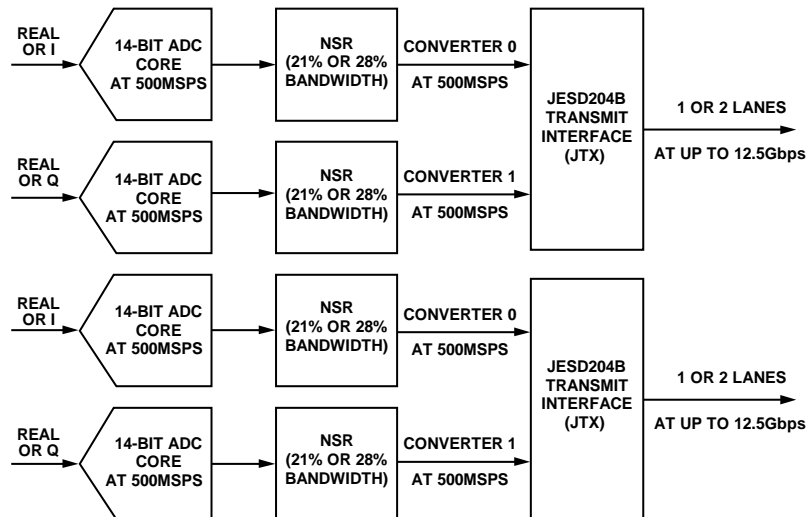 REAL
OR I
14-BIT ADC
CORE
AT 500MSPS
NSR
(21% OR 28%
BANDWIDTH)
CONVERTER 0
AT 500MSPS
REAL
OR Q
14-BIT ADC
CORE
AT 500MSPS
NSR
(21% OR 28%
BANDWIDTH)
CONVERTER 1
AT 500MSPS
JESD204B
TRANSMIT
INTERFACE
(JTX)
1 OR 2 LANES
AT UP TO 12.5Gbps
REAL
OR I
14-BIT ADC
CORE
AT 500MSPS
NSR
(21% OR 28%
BANDWIDTH)
CONVERTER 0
AT 500MSPS
REAL
OR Q
14-BIT ADC
CORE
AT 500MSPS
NSR
(21% OR 28%
BANDWIDTH)
CONVERTER 1
AT 500MSPS
JESD204B
TRANSMIT
INTERFACE
(JTX)
1 OR 2 LANES
AT UP TO 12.5Gbps